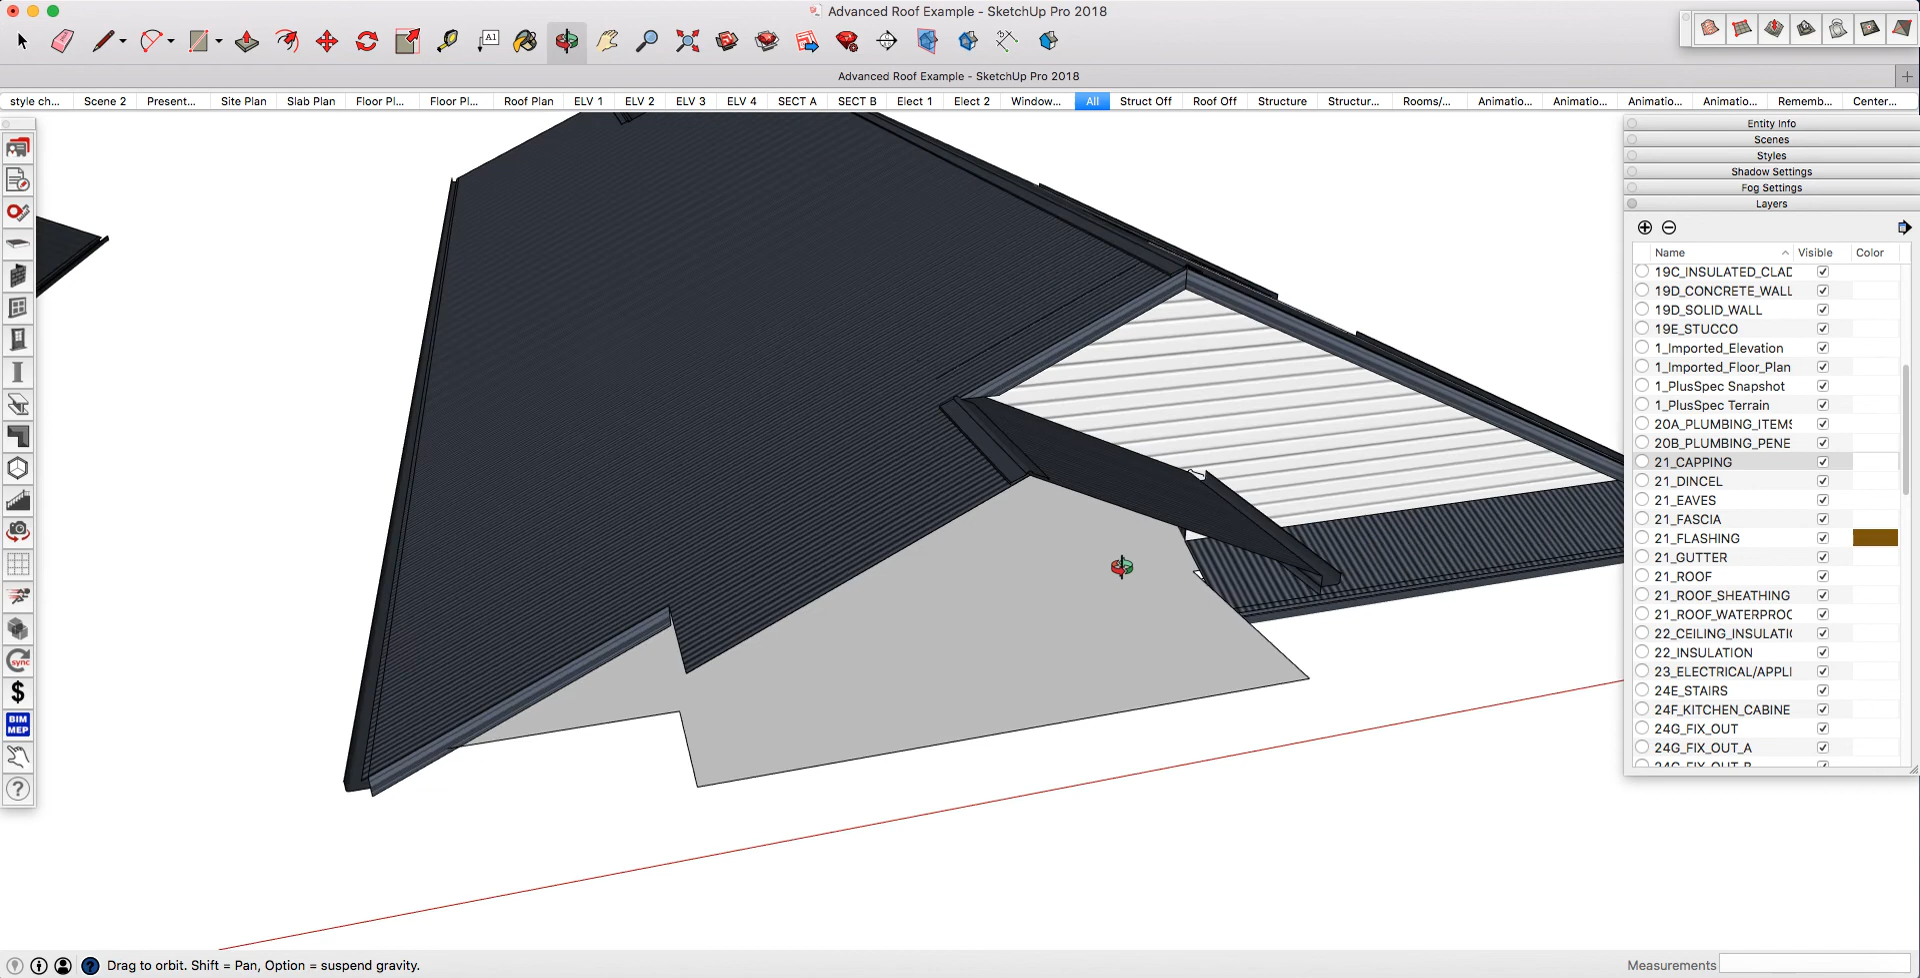 Advanced Roof Example - SketchUp Pro 2018
A1
Advanced Roof Example - SketchUp Pro 2018
style ch... Scene 2 Present... Site Plan Slab Plan Floor Pl... Floor Pl... Roof Plan ELV 1 ELV 2 ELV 3 ELV 4 SECT A SECT B Elect 1 Elect 2 Window... All Struct Off Roof Off Structure Structur... Rooms/... Animatio... Animatio... Animatio... Animatio... Rememb... Center...
Entity Info
Scenes
Styles
Shadow Settings
Fog Settings
Layers
Name Visible Color
19C_INSULATED_CLAD
19D_CONCRETE_WALL
19D_SOLID_WALL
19E_STUCCO
1_Imported_Elevation
1_Imported_Floor_Plan
1_PlusSpec Snapshot
1_PlusSpec Terrain
20A_PLUMBING_ITEMS
20B_PLUMBING_PENE
21_CAPPING
21_DINCEL
21_EAVES
21_FASCIA
21_FLASHING
21_GUTTER
21_ROOF
21_ROOF_SHEATHING
21_ROOF_WATERPROC
22_CEILING_INSULATI
22_INSULATION
23_ELECTRICAL/APPLI
24E_STAIRS
24F_KITCHEN_CABINE
24G_FIX_OUT
24G_FIX_OUT_A
24G_FIX_OUT_B
sync
$
BIM
MEP
?
? Drag to orbit. Shift = Pan, Option = suspend gravity.
Measurements